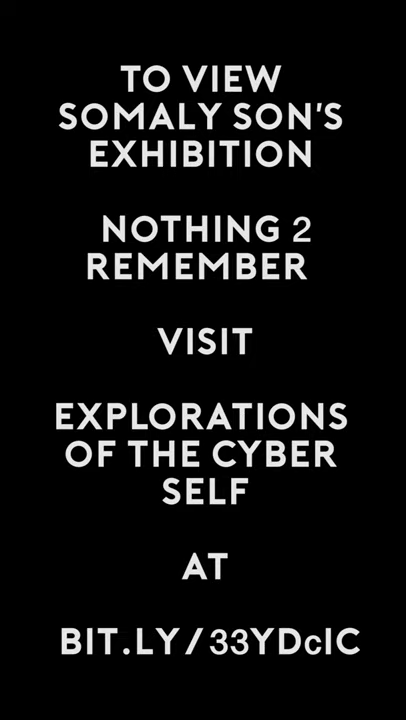 TO VIEW
SOMALY SON'S
EXHIBITION
NOTHING 2
REMEMBER
VISIT
EXPLORATIONS
OF THE CYBER
SELF
AT
BIT.LY/33YDcIC